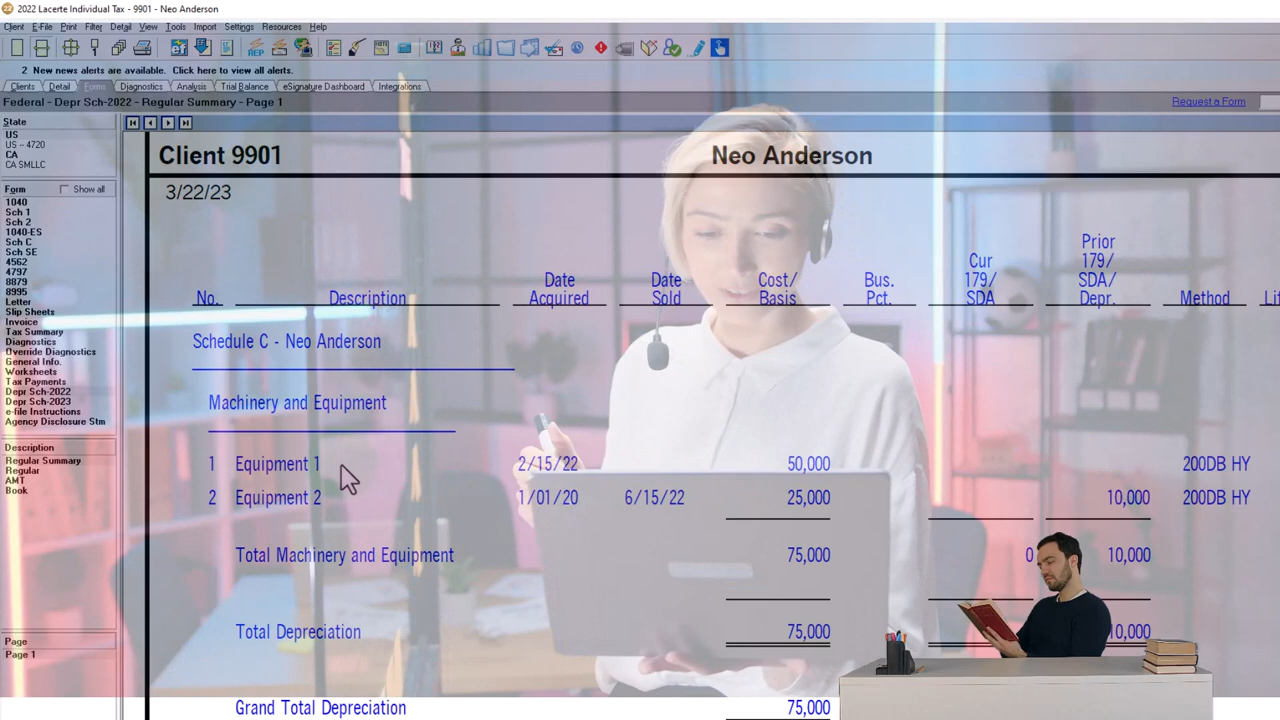 2022 Lacerte Individual Tax - 9901 - Neo Anderson
Client E-File Print Filter Detail View Tools Import Settings Resources Help
REP
2 New news alerts are available. Click here to view all alerts.
Clients Detail Forms Diagnostics Analysis Trial Balance eSignature Dashboard Integrations
Federal - Depr Sch-2022 - Regular Summary - Page 1
Request a Form
State
US
US -- 4720
CA
CA SMLLC
Form Show all
1040
Sch 1
Sch 2
1040-ES
Sch C
Sch SE
4562
4797
8879
8995
Letter
Slip Sheets
Invoice
Tax Summary
Diagnostics
Override Diagnostics
General Info.
Worksheets
Tax Payments
Depr Sch-2022
Depr Sch-2023
e-file Instructions
Agency Disclosure Stm
Description
Regular Summary
Regular
AMT
Book
Page
Page 1
Client 9901 Neo Anderson
3/22/23
No. Description Date Acquired Date Sold Cost/ Basis Bus. Pct. Cur 179/ SDA Prior 179/ SDA/ Depr. Method Lif
Schedule C - Neo Anderson
Machinery and Equipment
1 Equipment 1 2/15/22 50,000 200DB HY
2 Equipment 2 1/01/20 6/15/22 25,000 10,000 200DB HY
Total Machinery and Equipment 75,000 0 10,000
Total Depreciation 75,000 10,000
Grand Total Depreciation 75,000